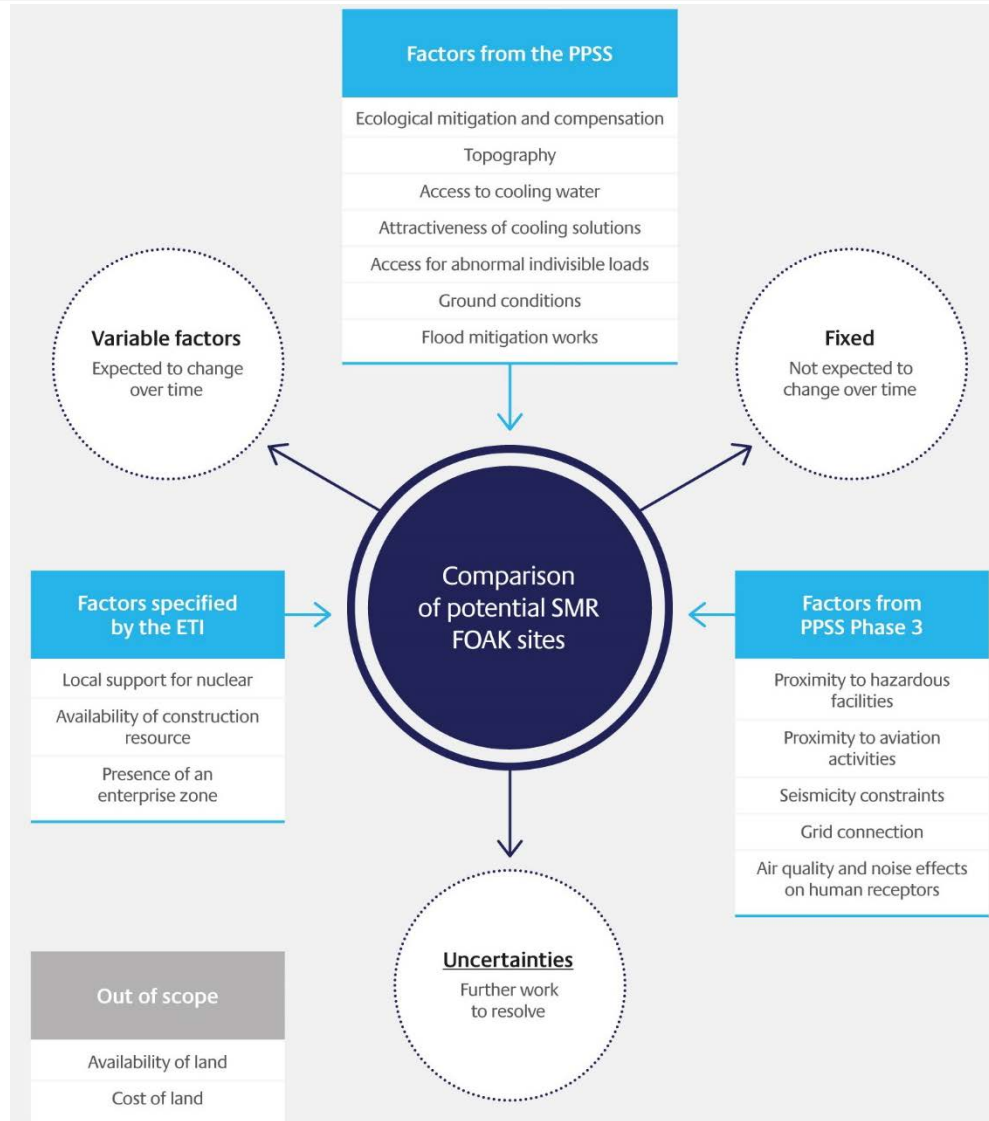 Factors from the PPSS
Ecological mitigation and compensation
Topography
Access to cooling water
Attractiveness of cooling solutions
Access for abnormal indivisible loads
Ground conditions
Flood mitigation works
Variable factors
Expected to change
over time
Fixed
Not expected to
change over time
Comparison
of potential SMR
FOAK sites
Factors specified
by the ETI
Local support for nuclear
Availability of construction
resource
Presence of an
enterprise zone
Factors from
PPSS Phase 3
Proximity to hazardous
facilities
Proximity to aviation
activities
Seismicity constraints
Grid connection
Air quality and noise effects
on human receptors
Uncertainties
Further work
to resolve
Out of scope
Availability of land
Cost of land